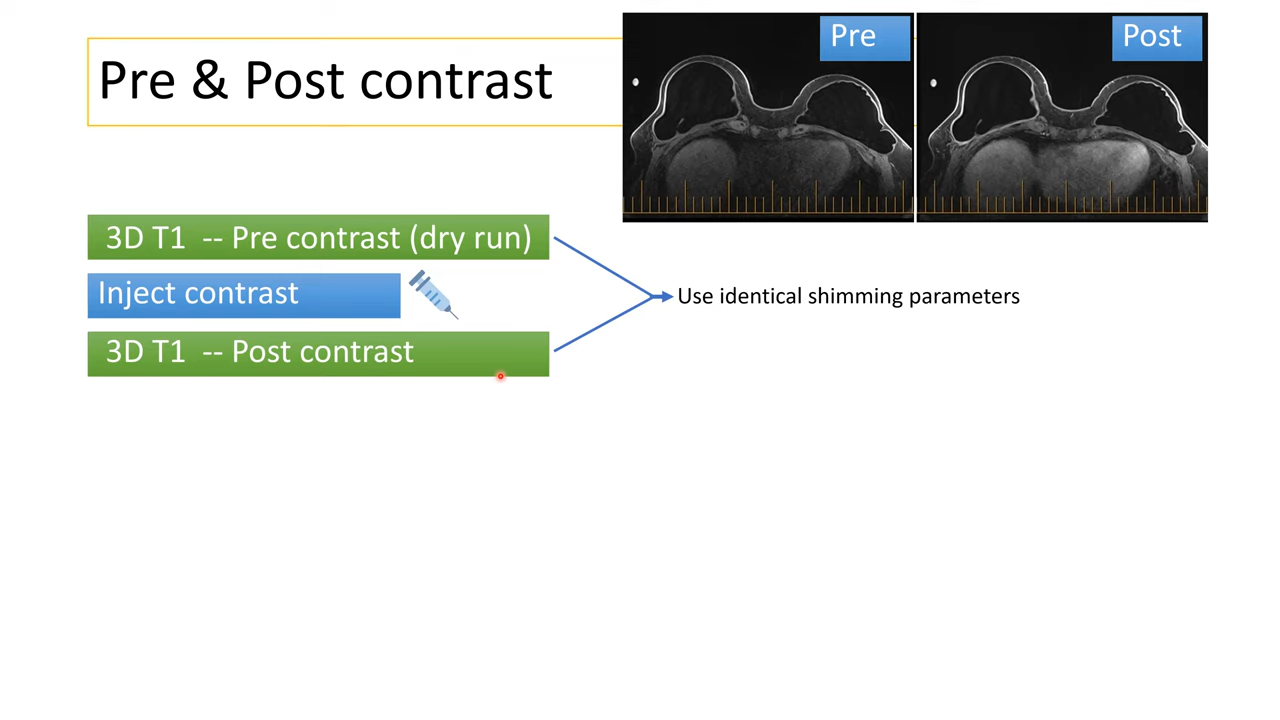 Pre & Post contrast
Pre
Post
3D T1 -- Pre contrast (dry run)
Inject contrast
3D T1 -- Post contrast
Use identical shimming parameters